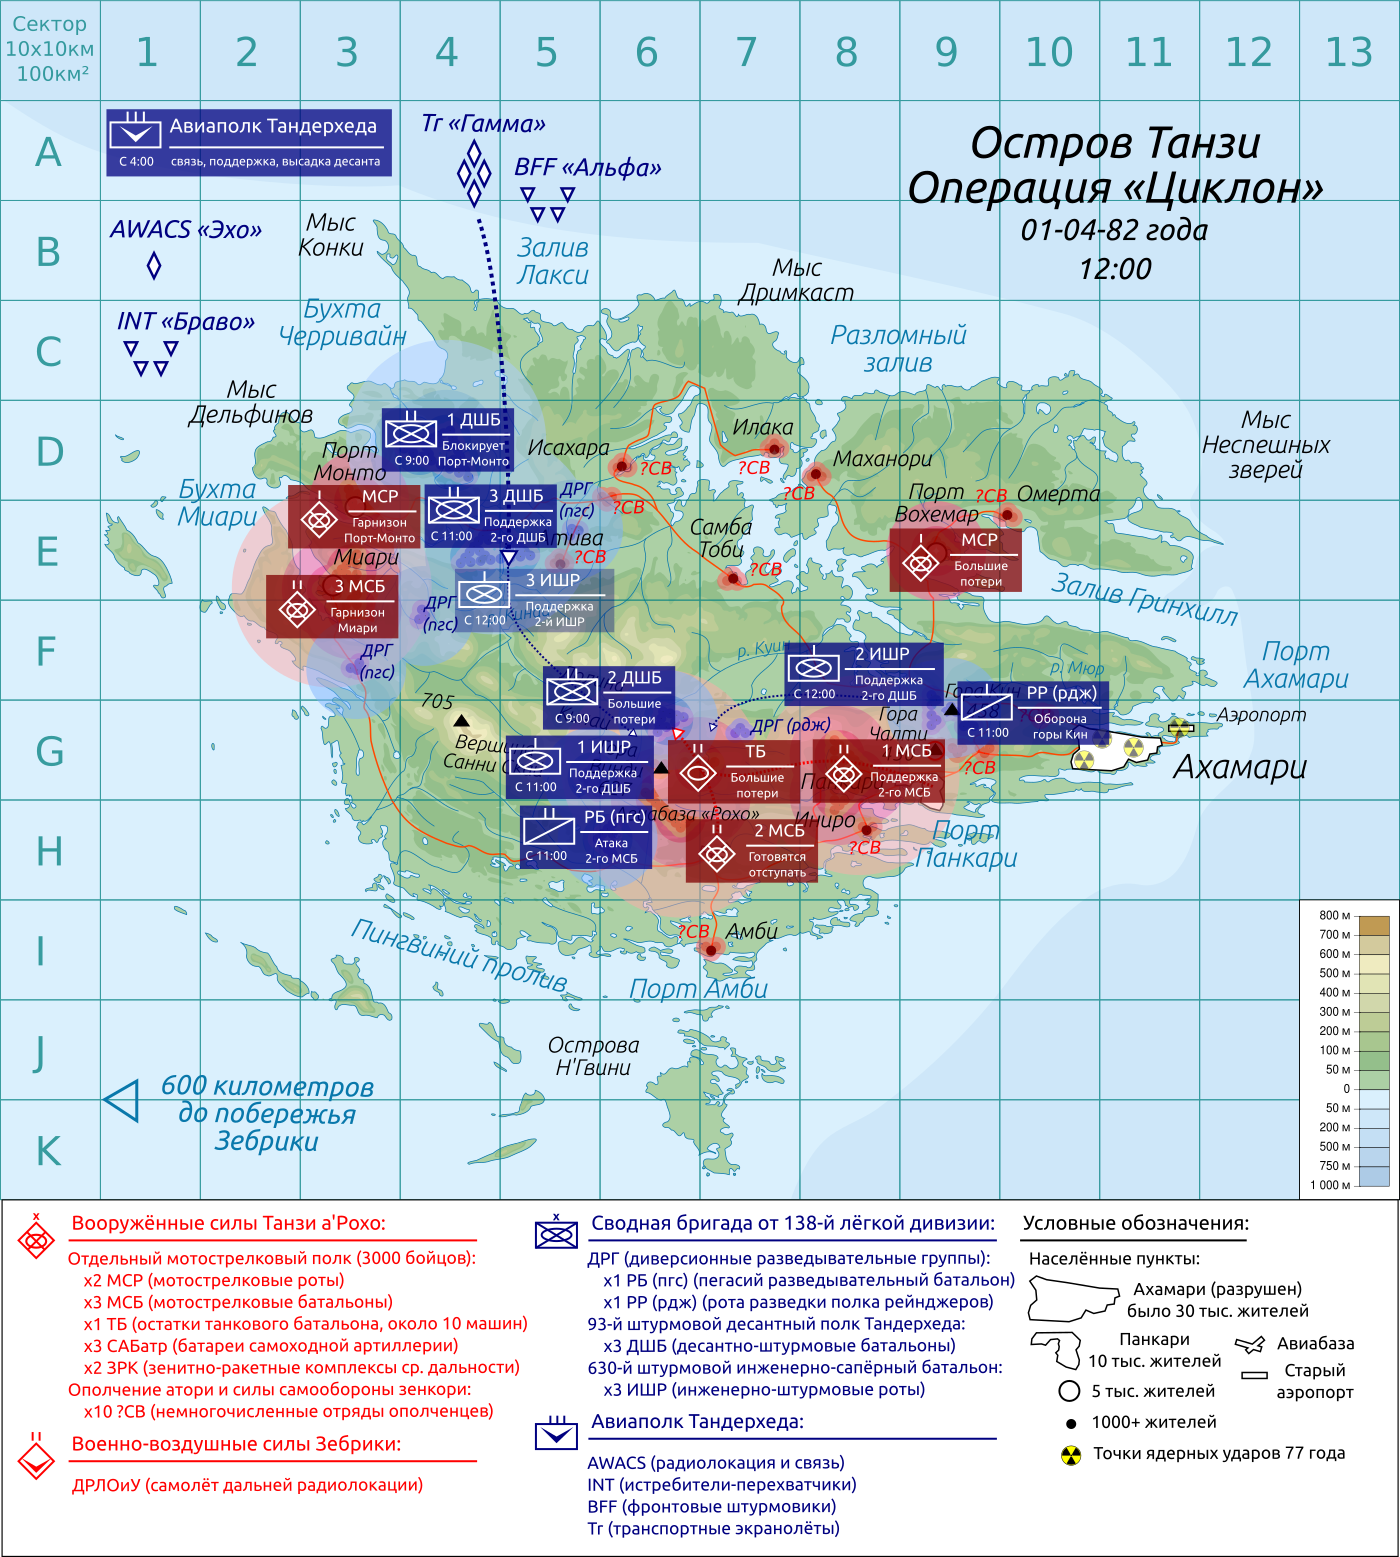 Сектор
10x10км
100км²
1 2 3 4 5 6 7 8 9 10 11 12 13
A
B
C
D
E
F
G
H
I
J
K
Авиаполк Тандерхеда
С 4:00
связь, поддержка, высадка десанта
Tr «Гамма»
BFF «Альфа»
AWACS «Эхо»
INT «Браво»
Остров Танзи
Операция «Циклон»
01-04-82 года
12:00
Мыс
Конки
Залив
Лакси
Мыс
Дримкаст
Бухта
Черривайн
Разломный
залив
Мыс
Дельфинов
Мыс
Неспешных
зверей
1 ДШБ
Блокирует
Порт-Монто
С 9:00
Исахара
?СВ
Илака
?СВ
Маханори
?СВ
Порт
Монто
Бухта
Миари
МСР
Гарнизон
Порт-Монто
3 ДШБ
Поддержка
2-го ДШБ
С 11:00
ДРГ
(пгс)
?СВ
?СВ
Самба
Тоби
?СВ
Порт
Вохемар
?СВ
Омерта
МСР
Большие
потери
Миари
3 МСБ
Гарнизон
Миари
3 ИШР
Поддержка
2-й ИШР
С 12:00
ДРГ
(пгс)
ДРГ
(пгс)
Залив Гринхилл
р. Куин
р. Мюр
Порт
Ахамари
2 ИШР
Поддержка
2-го ДШБ
С 12:00
2 ДШБ
Большие
потери
С 9:00
РР (рдж)
Оборона
горы Кин
С 11:00
Гора Кин
705
Вершина
ДРГ (рдж)
Гора
Чалти
Аэропорт
Ахамари
1 ИШР
Поддержка
2-го ДШБ
С 11:00
ТБ
Большие
потери
1 МСБ
Поддержка
2-го МСБ
?СВ
РБ (пгс)
Атака
2-го МСБ
С 11:00
«Рохо»
Иниро
?СВ
2 МСБ
Готовятся
отступать
Порт
Панкари
Пингвиний пролив
?СВ
Амби
Порт Амби
Острова
Н'Гвини
600 километров
до побережья
Зебрики
800 м
700 м
600 м
500 м
400 м
300 м
200 м
100 м
50 м
0
50 м
200 м
500 м
750 м
1 000 м
Вооружённые силы Танзи а'Рохо:
Отдельный мотострелковый полк (3000 бойцов):
x2 МСР (мотострелковые роты)
x3 МСБ (мотострелковые батальоны)
x1 ТБ (остатки танкового батальона, около 10 машин)
x3 САБатр (батареи самоходной артиллерии)
x2 ЗРК (зенитно-ракетные комплексы ср. дальности)
Ополчение атори и силы самообороны зенкори:
x10 ?СВ (немногочисленные отряды ополченцев)
Военно-воздушные силы Зебрики:
ДРЛОиУ (самолёт дальней радиолокации)
Сводная бригада от 138-й лёгкой дивизии:
ДРГ (диверсионные разведывательные группы):
x1 РБ (пгс) (пегасий разведывательный батальон)
x1 РР (рдж) (рота разведки полка рейнджеров)
93-й штурмовой десантный полк Тандерхеда:
x3 ДШБ (десантно-штурмовые батальоны)
630-й штурмовой инженерно-сапёрный батальон:
x3 ИШР (инженерно-штурмовые роты)
Авиаполк Тандерхеда:
AWACS (радиолокация и связь)
INT (истребители-перехватчики)
BFF (фронтовые штурмовики)
Tr (транспортные экранолёты)
Условные обозначения:
Населённые пункты:
Ахамари (разрушен)
было 30 тыс. жителей
Панкари
10 тыс. жителей
Авиабаза
5 тыс. жителей
Старый
аэропорт
1000+ жителей
Точки ядерных ударов 77 года